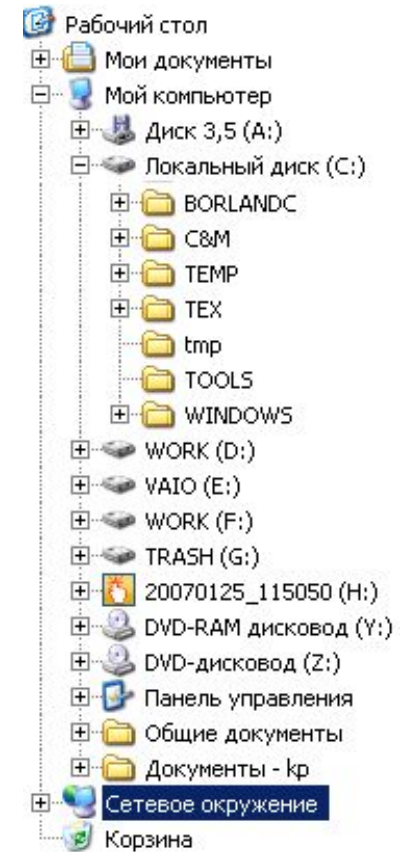 Рабочий стол
Мои документы
Мой компьютер
Диск 3,5 (A:)
Локальный диск (C:)
BORLANDC
C&M
TEMP
TEX
tmp
TOOLS
WINDOWS
WORK (D:)
VAIO (E:)
WORK (F:)
TRASH (G:)
20070125_115050 (H:)
DVD-RAM дисковод (Y:)
DVD-дисковод (Z:)
Панель управления
Общие документы
Документы - kp
Сетевое окружение
Корзина